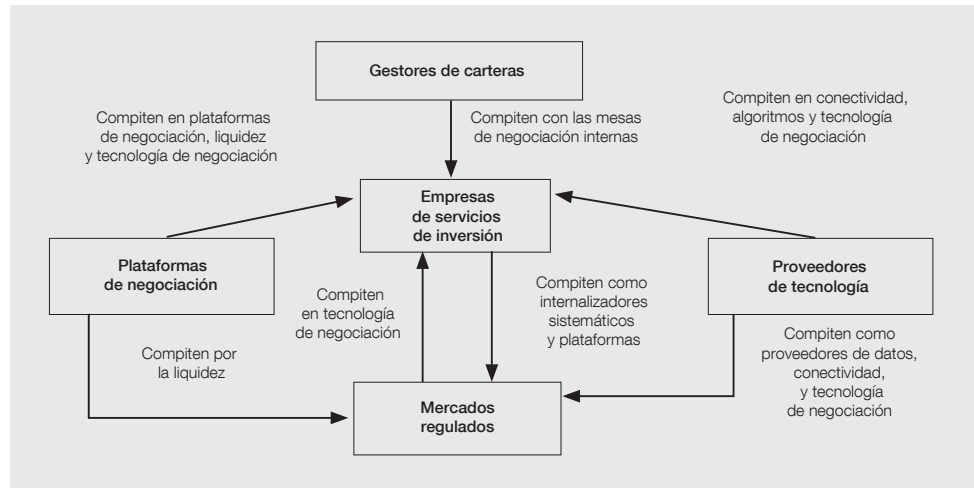 Gestores de carteras
Compiten en plataformas
de negociación, liquidez
y tecnología de negociación
Compiten con las mesas
de negociación internas
Compiten en conectividad,
algoritmos y tecnología
de negociación
Empresas
de servicios
de inversión
Plataformas
de negociación
Proveedores
de tecnología
Compiten
en tecnología
de negociación
Compiten como
internalizadores
sistemáticos
y plataformas
Compiten por
la liquidez
Compiten como
proveedores de datos,
conectividad,
y tecnología
de negociación
Mercados
regulados